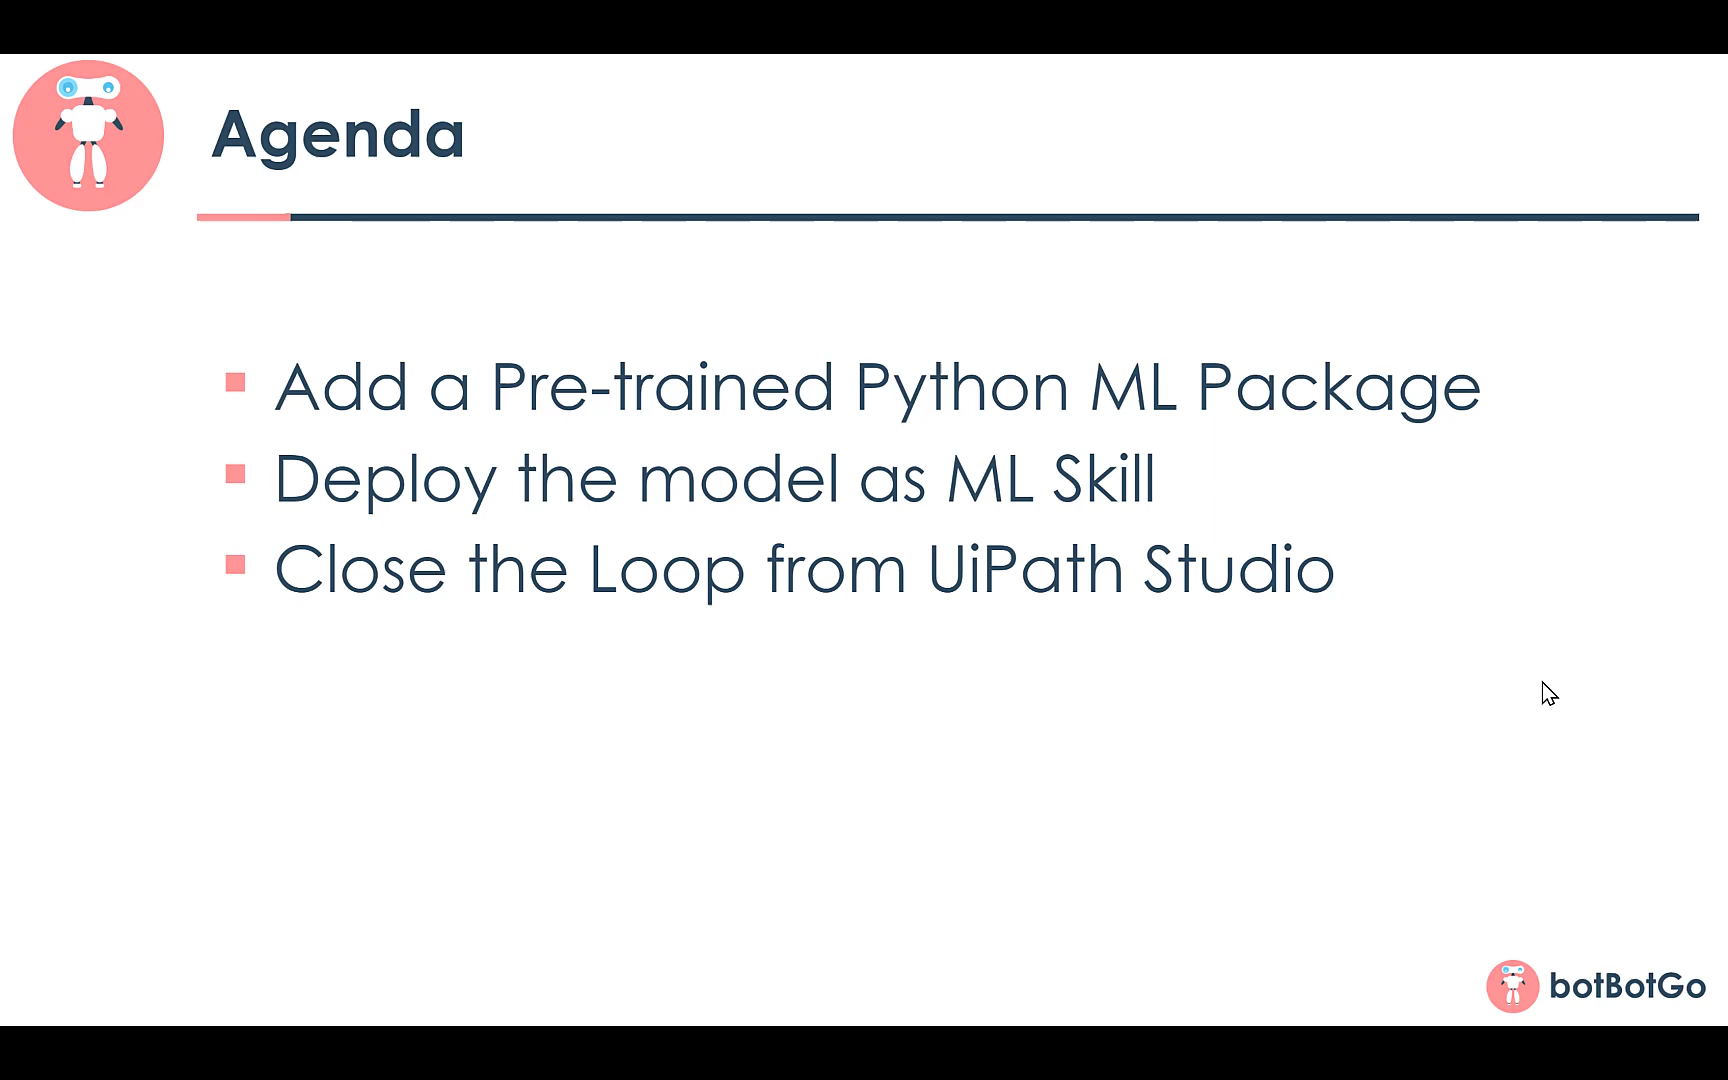 Agenda
Add a Pre-trained Python ML Package
Deploy the model as ML Skill
Close the Loop from UiPath Studio
botBotGo